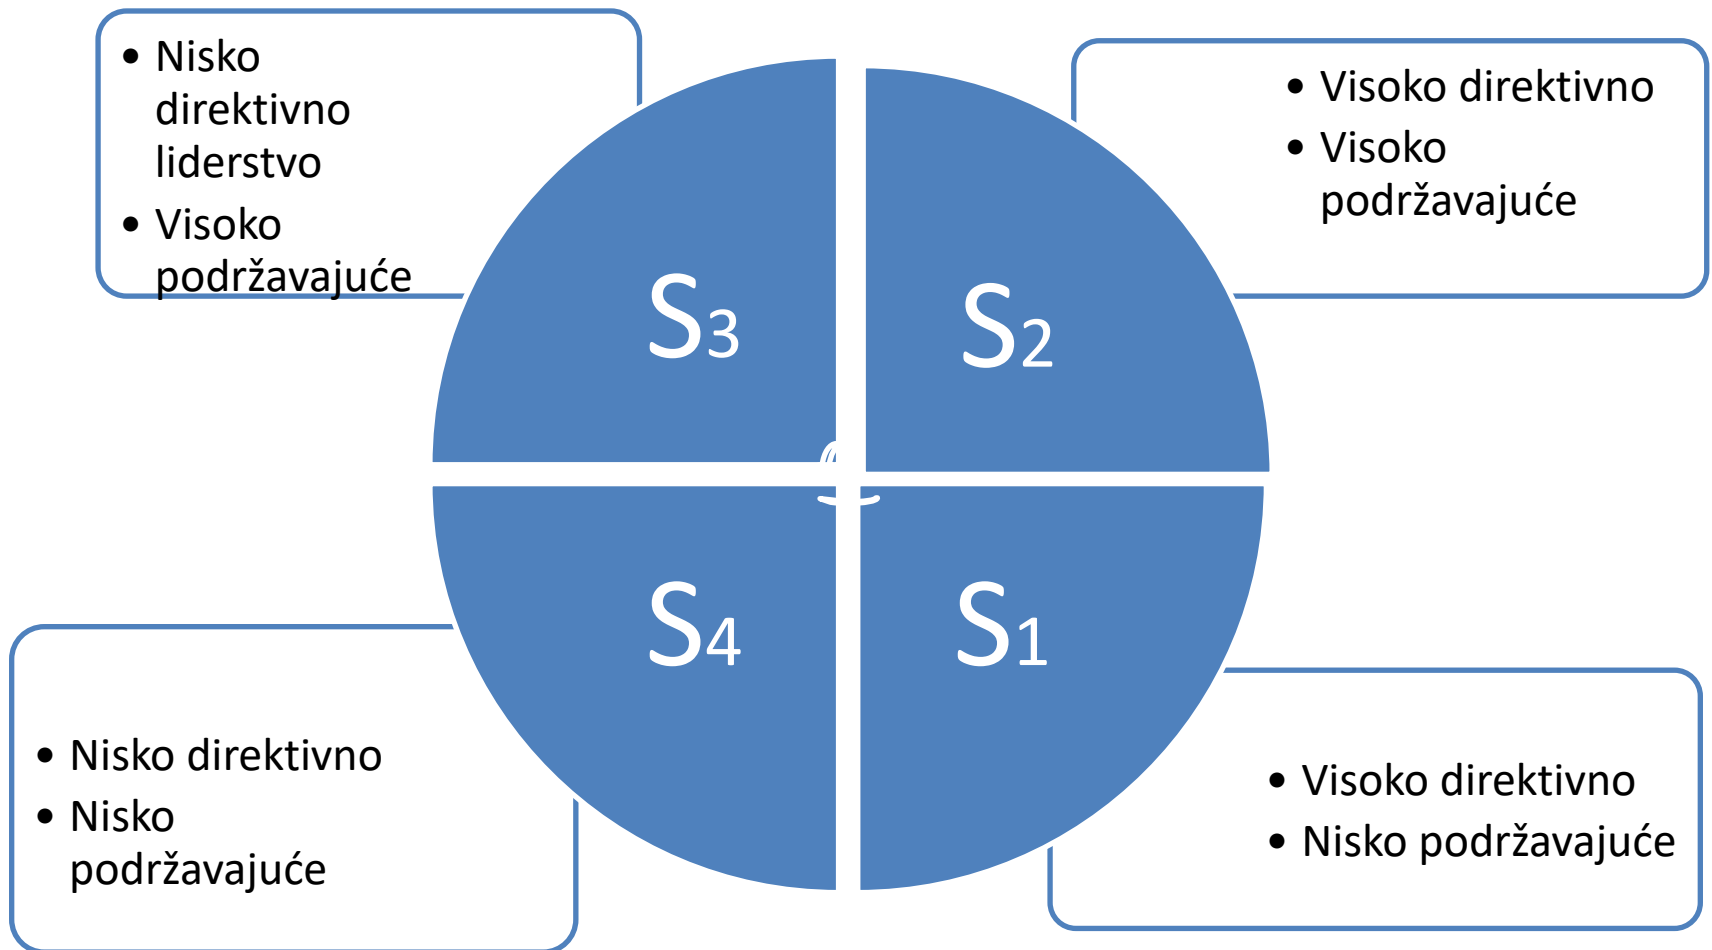 • Nisko
direktivno
liderstvo
• Visoko
podržavajuće
• Visoko direktivno
• Visoko
podržavajuće
S3
S2
S4
S1
• Nisko direktivno
• Nisko
podržavajuće
• Visoko direktivno
• Nisko podržavajuće